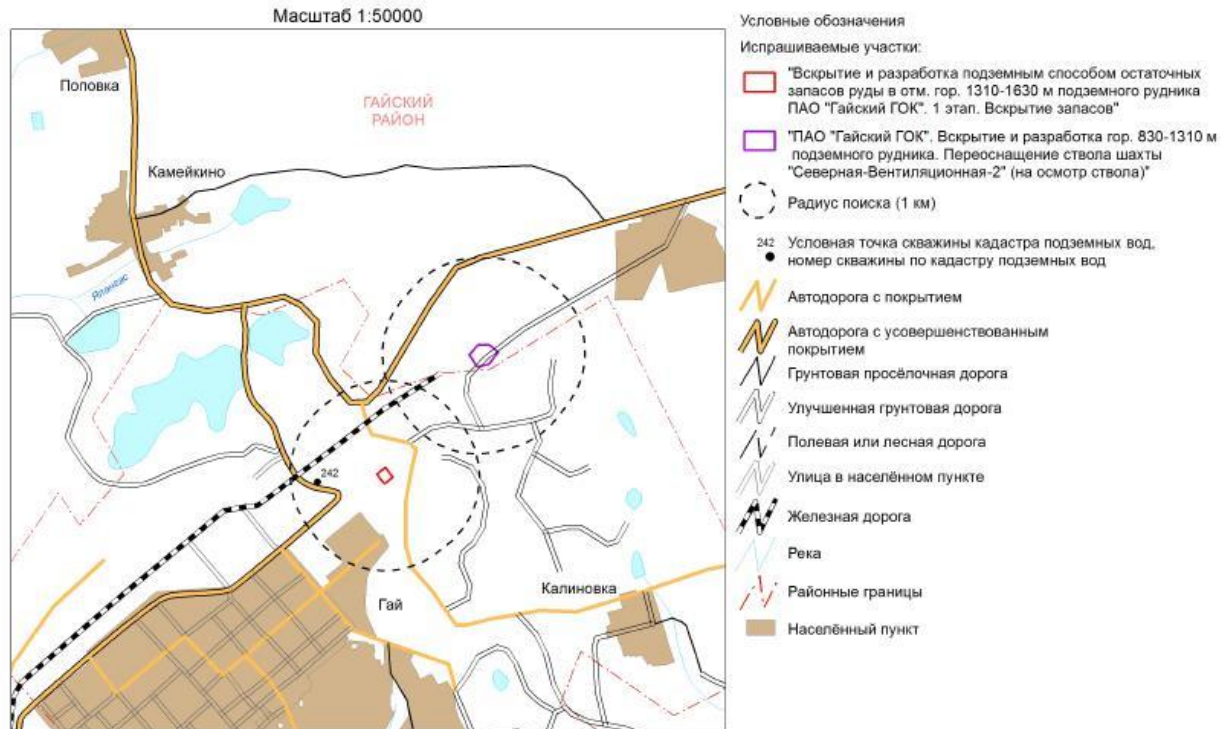 Масштаб 1:50000
Поповка
ГАЙСКИЙ
РАЙОН
Камейкино
Ялангас
242
Калиновка
Гай
Условные обозначения
Испрашиваемые участки:
"Вскрытие и разработка подземным способом остаточных
запасов руды в отм. гор. 1310-1630 м подземного рудника
ПАО "Гайский ГОК". 1 этап. Вскрытие запасов"
"ПАО "Гайский ГОК". Вскрытие и разработка гор. 830-1310 м
подземного рудника. Переоснащение ствола шахты
"Северная-Вентиляционная-2" (на осмотр ствола)"
Радиус поиска (1 км)
242 Условная точка скважины кадастра подземных вод,
номер скважины по кадастру подземных вод
Автодорога с покрытием
Автодорога с усовершенствованным
покрытием
Грунтовая просёлочная дорога
Улучшенная грунтовая дорога
Полевая или лесная дорога
Улица в населённом пункте
Железная дорога
Река
Районные границы
Населённый пункт